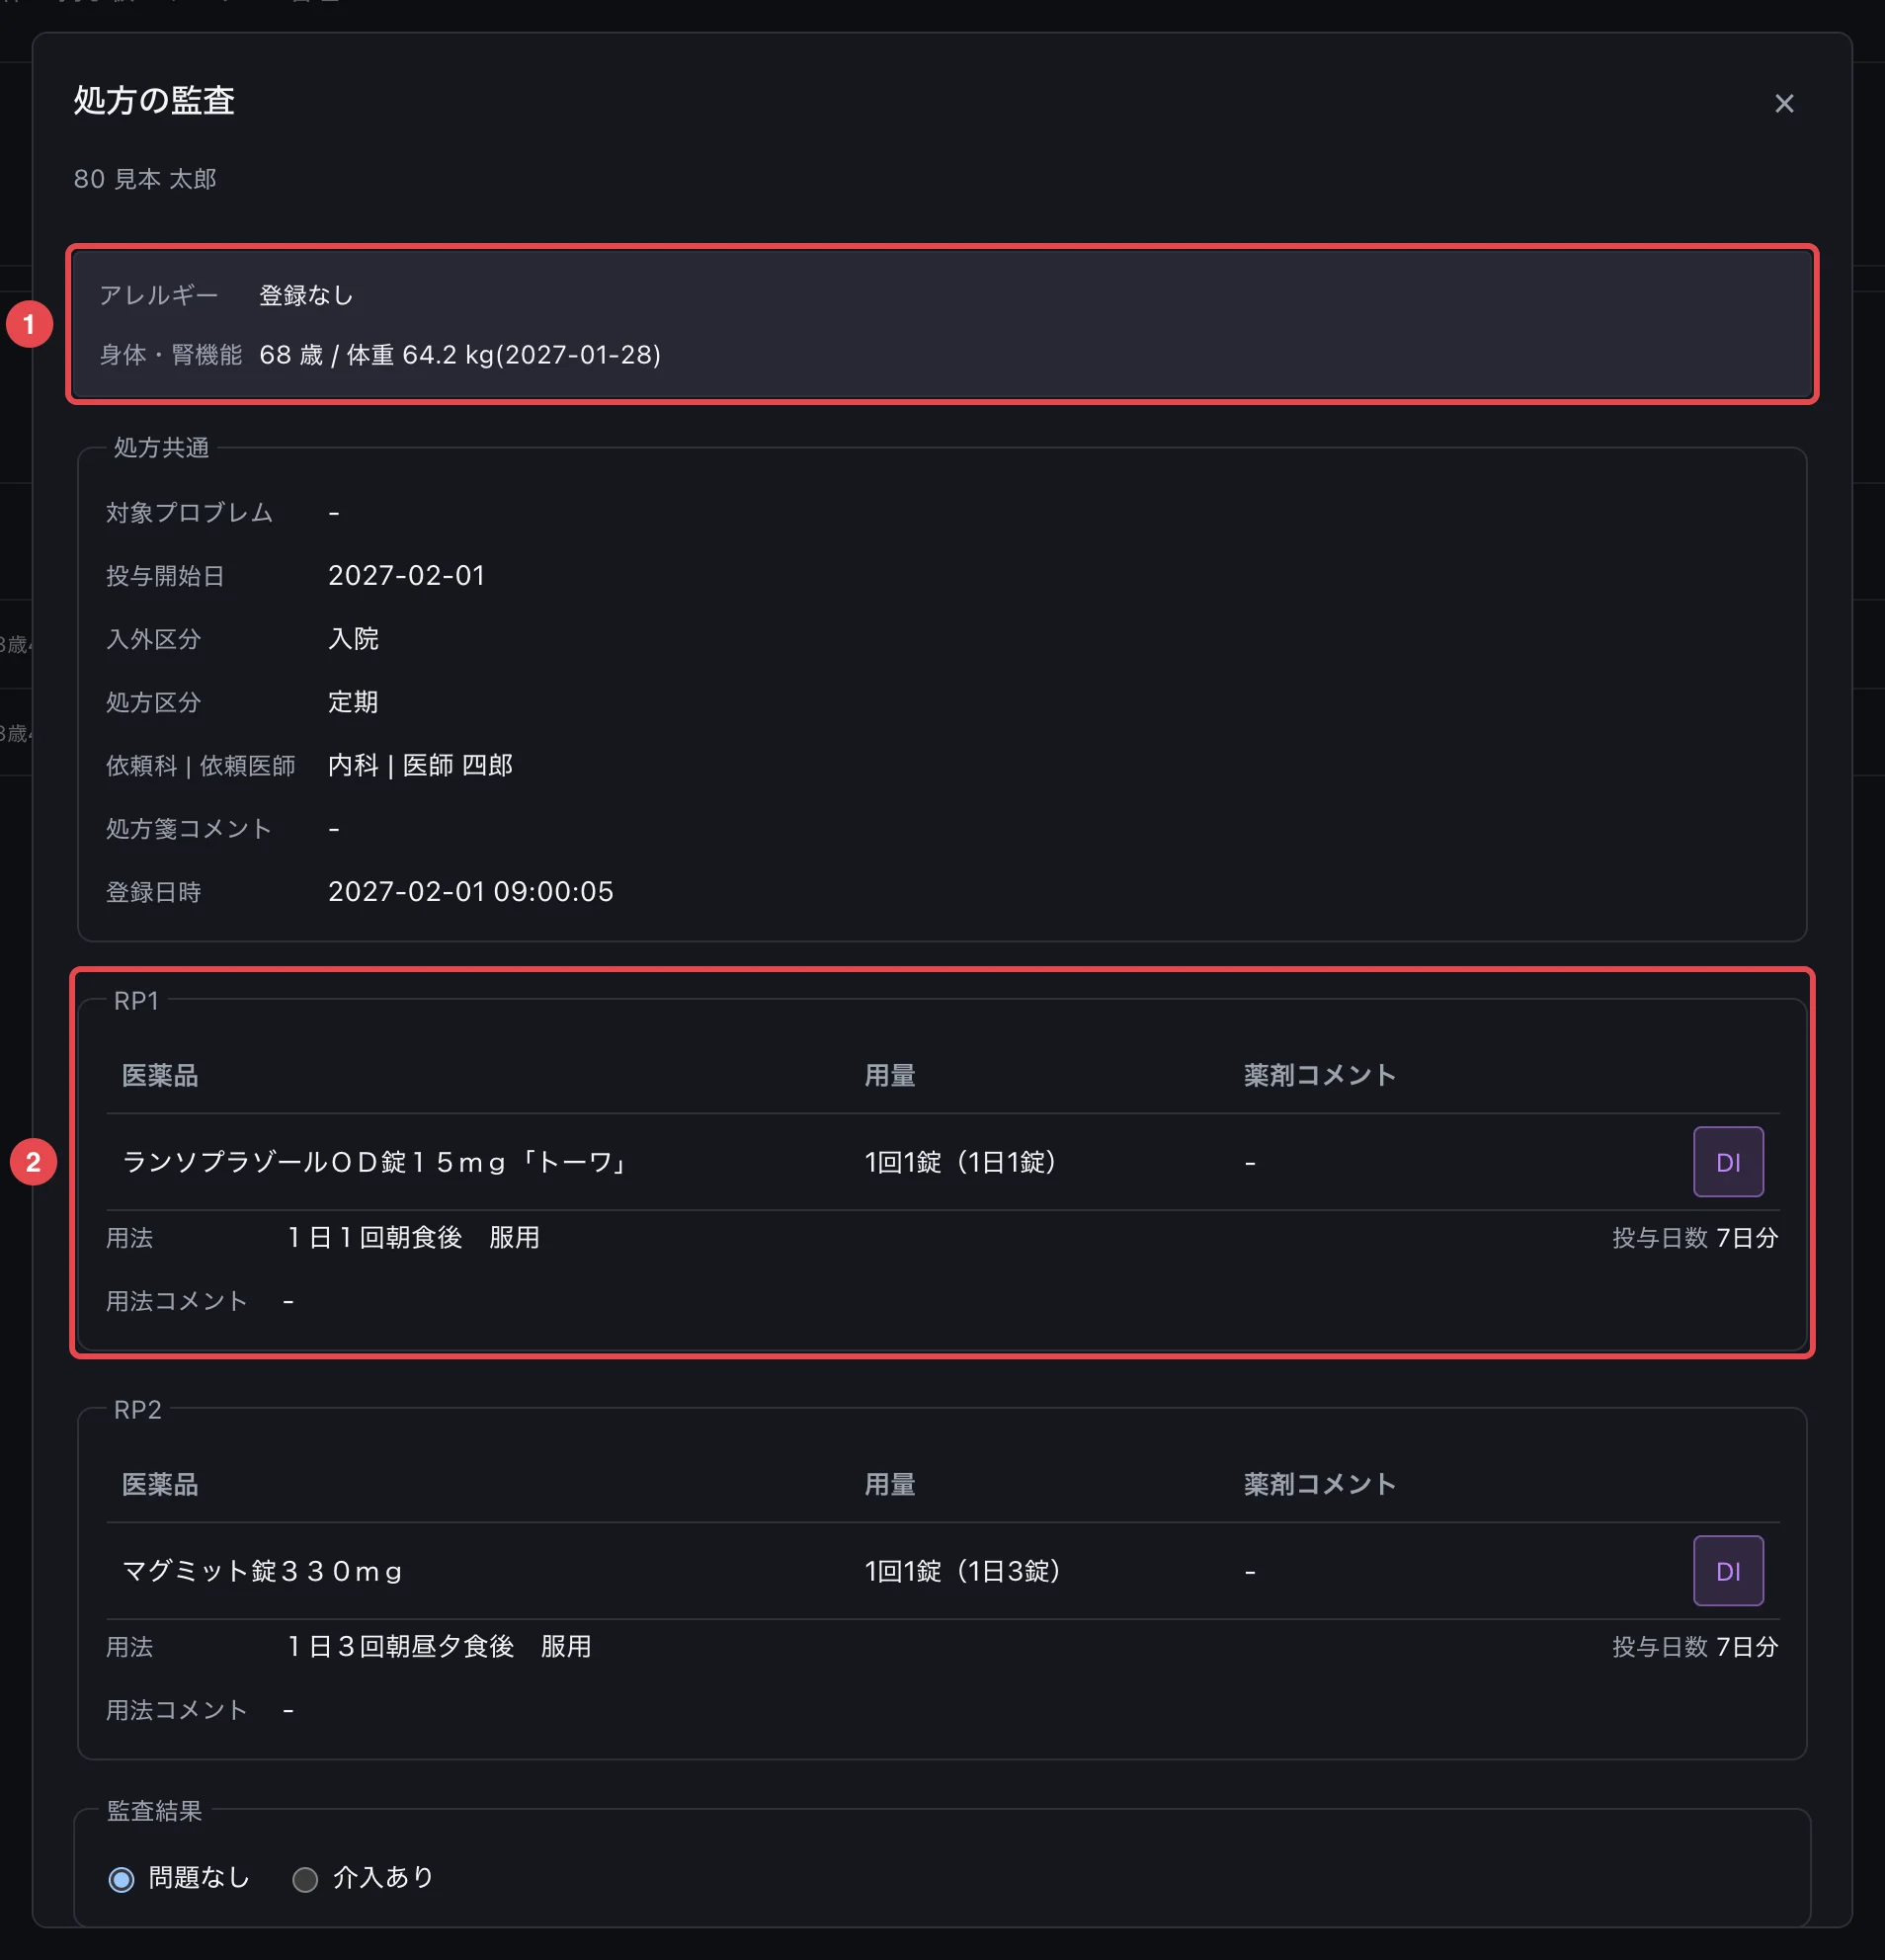 処方の監査
80 見本 太郎
1
アレルギー 登録なし
身体・腎機能 68 歳 / 体重 64.2 kg(2027-01-28)
処方共通
対象プロブレム -
投与開始日 2027-02-01
入外区分 入院
処方区分 定期
依頼科 | 依頼医師 内科 | 医師 四郎
処方箋コメント -
登録日時 2027-02-01 09:00:05
2
RP1
医薬品 用量 薬剤コメント
ランソプラゾールOD錠15mg「トーワ」 1回1錠（1日1錠） - DI
用法 1日1回朝食後 服用 投与日数 7日分
用法コメント -
RP2
医薬品 用量 薬剤コメント
マグミット錠330mg 1回1錠（1日3錠） - DI
用法 1日3回朝昼夕食後 服用 投与日数 7日分
用法コメント -
監査結果
問題なし 介入あり